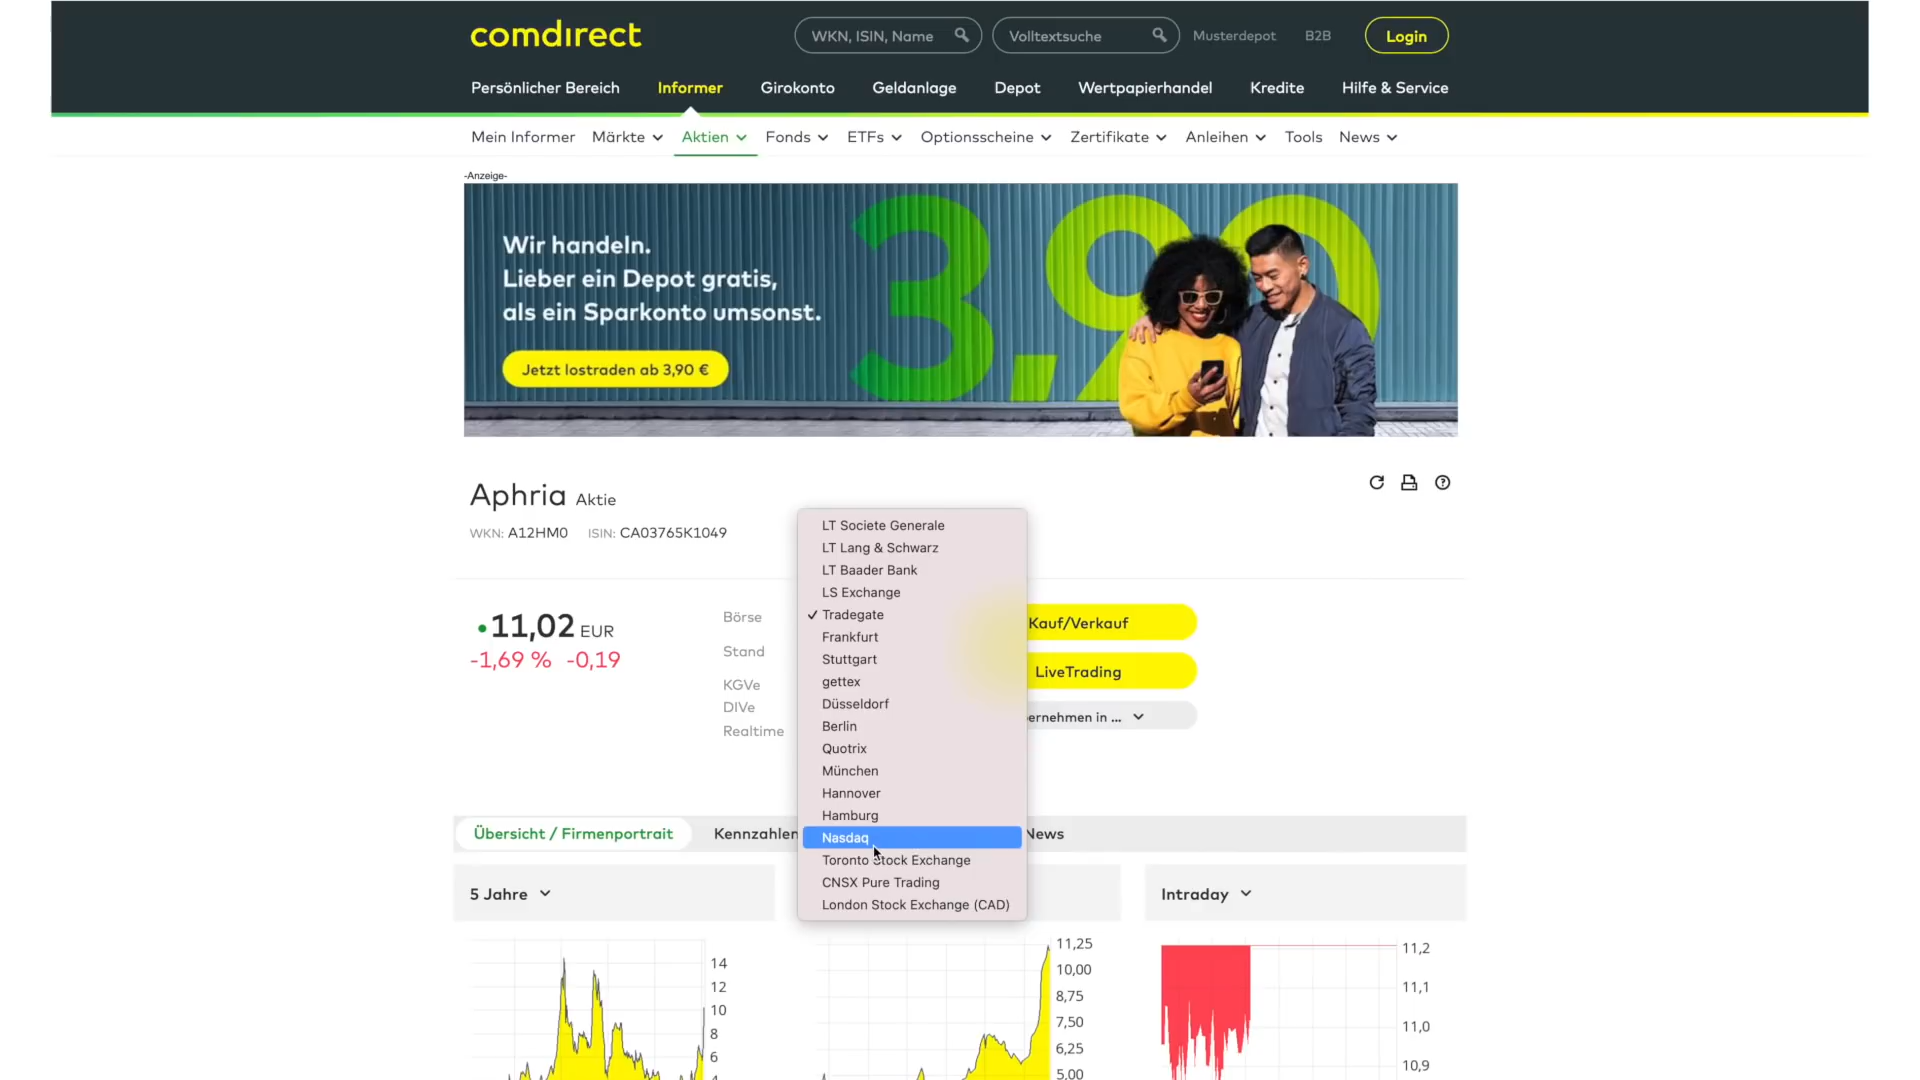 comdirect
WKN, ISIN, Name
Volltextsuche
Musterdepot
B2B
Login
Persönlicher Bereich
Informer
Girokonto
Geldanlage
Depot
Wertpapierhandel
Kredite
Hilfe & Service
Mein Informer
Märkte
Aktien
Fonds
ETFs
Optionsscheine
Zertifikate
Anleihen
Tools
News
-Anzeige-
Wir handeln.
Lieber ein Depot gratis,
als ein Sparkonto umsonst.
Jetzt lostraden ab 3,90 €
3,90
Aphria Aktie
WKN: A12HM0 ISIN: CA03765K1049
11,02 EUR
-1,69 % -0,19
Börse
Stand
KGVe
DIVe
Realtime
LT Societe Generale
LT Lang & Schwarz
LT Baader Bank
LS Exchange
✓ Tradegate
Frankfurt
Stuttgart
gettex
Düsseldorf
Berlin
Quotrix
München
Hannover
Hamburg
Nasdaq
Toronto Stock Exchange
CNSX Pure Trading
London Stock Exchange (CAD)
Kauf/Verkauf
LiveTrading
ernehmen in ...
Übersicht / Firmenportrait
Kennzahlen
News
5 Jahre
Intraday
14
12
10
8
6
11,25
10,00
8,75
7,50
6,25
5,00
11,2
11,1
11,0
10,9